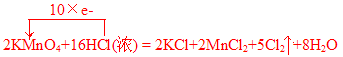 10×e-
2KMnO₄+16HCl(浓) = 2KCl+2MnCl₂+5Cl₂↑+8H₂O